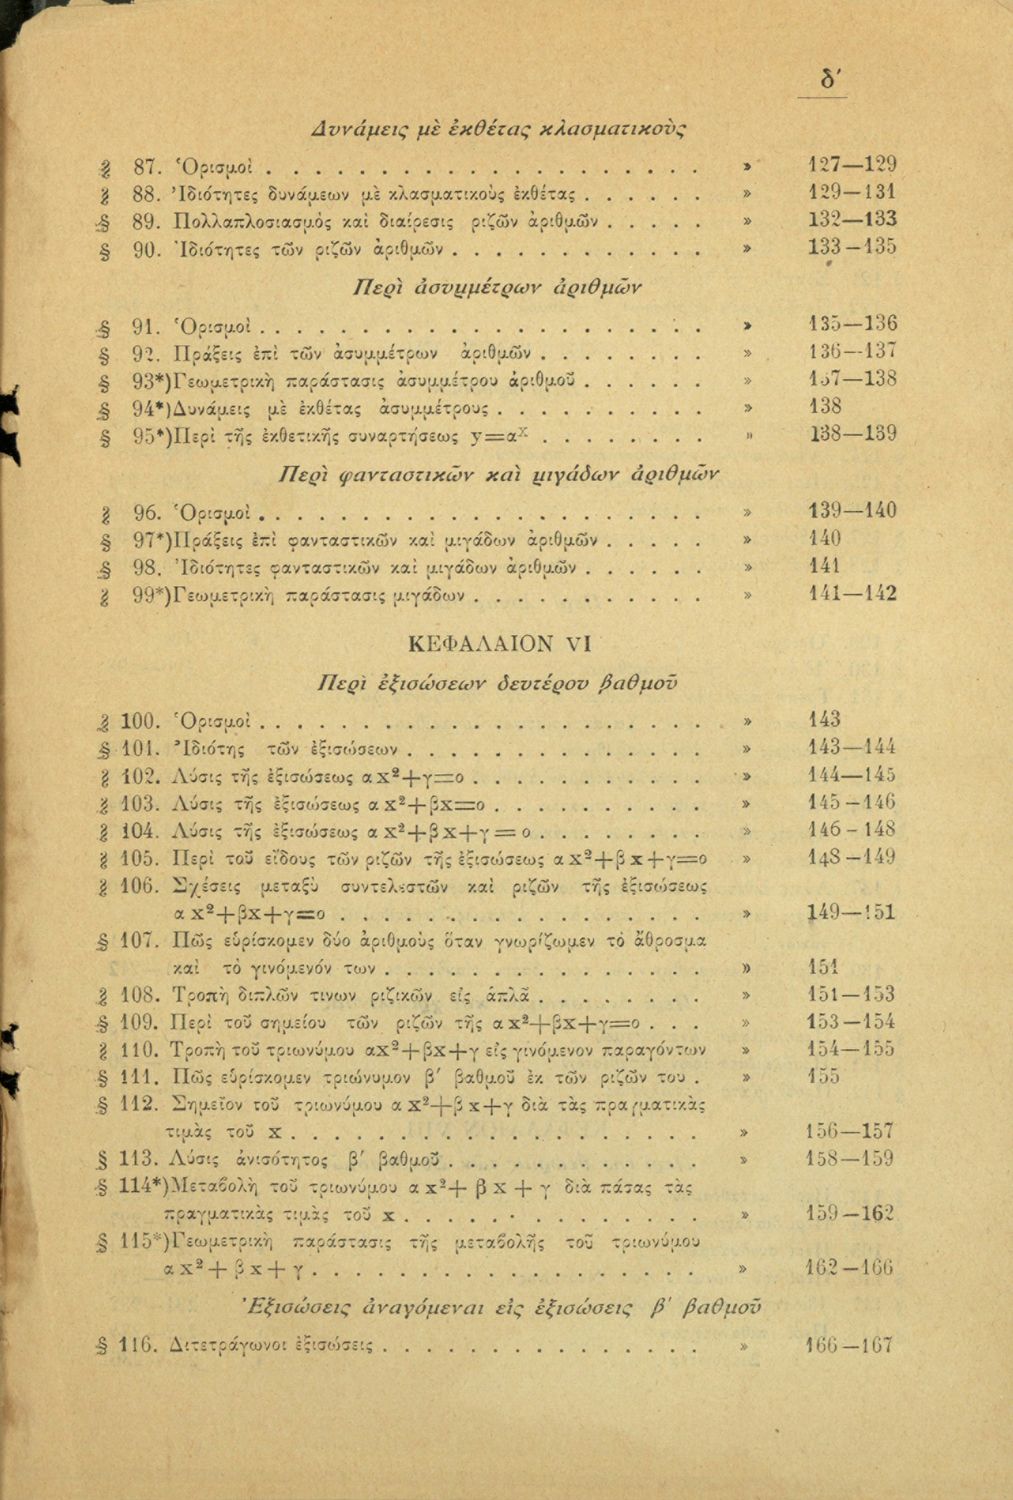 δ′
Δυνάμεις μὲ ἐκθέτας κλασματικοὺς
§ 87. Ὁρισμοὶ . . . . . . . . . . . . . . . . . . . . » 127—129
§ 88. Ἰδιότητες δυνάμεων μὲ κλασματικοὺς ἐκθέτας . . . . . . » 129—131
§ 89. Πολλαπλοσιασμὸς καὶ διαίρεσις ριζῶν ἀριθμῶν . . . . . » 132—133
§ 90. Ἰδιότητες τῶν ριζῶν ἀριθμῶν . . . . . . . . . . . . » 133—135
Περὶ ἀσυμμέτρων ἀριθμῶν
§ 91. Ὁρισμοὶ . . . . . . . . . . . . . . . . . . . . » 135—136
§ 92. Πράξεις ἐπὶ τῶν ἀσυμμέτρων ἀριθμῶν . . . . . . . . » 136—137
§ 93*) Γεωμετρικὴ παράστασις ἀσυμμέτρου ἀριθμοῦ . . . . . . » 137—138
§ 94*) Δυνάμεις μὲ ἐκθέτας ἀσυμμέτρους . . . . . . . . . . » 138
§ 95*) Περὶ τῆς ἐκθετικῆς συναρτήσεως y=αˣ . . . . . . . . » 138—139
Περὶ φανταστικῶν καὶ μιγάδων ἀριθμῶν
§ 96. Ὁρισμοὶ . . . . . . . . . . . . . . . . . . . . » 139—140
§ 97*) Πράξεις ἐπὶ φανταστικῶν καὶ μιγάδων ἀριθμῶν . . . . . » 140
§ 98. Ἰδιότητες φανταστικῶν καὶ μιγάδων ἀριθμῶν . . . . . . » 141
§ 99*) Γεωμετρικὴ παράστασις μιγάδων . . . . . . . . . . . » 141—142
ΚΕΦΑΛΑΙΟΝ VI
Περὶ ἐξισώσεων δευτέρου βαθμοῦ
§ 100. Ὁρισμοὶ . . . . . . . . . . . . . . . . . . . . » 143
§ 101. Ἰδιότης τῶν ἐξισώσεων . . . . . . . . . . . . . . » 143—144
§ 102. Λύσις τῆς ἐξισώσεως αx²+γ=ο . . . . . . . . . . . » 144—145
§ 103. Λύσις τῆς ἐξισώσεως αx²+βx=ο . . . . . . . . . . » 145—146
§ 104. Λύσις τῆς ἐξισώσεως αx²+βx+γ=ο . . . . . . . . » 146-148
§ 105. Περὶ τοῦ εἴδους τῶν ριζῶν τῆς ἐξισώσεως αx²+βx+γ=ο » 148—149
§ 106. Σχέσεις μεταξὺ συντελεστῶν καὶ ριζῶν τῆς ἐξισώσεως
αx²+βx+γ=ο . . . . . . . . . . . . . . . . . » 149—151
§ 107. Πῶς εὑρίσκομεν δύο ἀριθμοὺς ὅταν γνωρίζωμεν τὸ ἄθροισμα
καὶ τὸ γινόμενόν των . . . . . . . . . . . . . . . » 151
§ 108. Τροπὴ διπλῶν τινων ριζικῶν εἰς ἁπλᾶ . . . . . . . . » 151—153
§ 109. Περὶ τοῦ σημείου τῶν ριζῶν τῆς αx²+βx+γ=ο . . . » 153—154
§ 110. Τροπὴ τοῦ τριωνύμου αx²+βx+γ εἰς γινόμενον παραγόντων » 154—155
§ 111. Πῶς εὑρίσκομεν τριώνυμον β′ βαθμοῦ ἐκ τῶν ριζῶν του . » 155
§ 112. Σημεῖον τοῦ τριωνύμου αx²+βx+γ διὰ τὰς πραγματικὰς
τιμὰς τοῦ x . . . . . . . . . . . . . . . . . . . » 156—157
§ 113. Λύσις ἀνισότητος β′ βαθμοῦ . . . . . . . . . . . . » 158—159
§ 114*) Μεταβολὴ τοῦ τριωνύμου αx²+βx+γ διὰ πάσας τὰς
πραγματικὰς τιμὰς τοῦ x . . . . . . . . . . . . . . » 159—162
§ 115*) Γεωμετρικὴ παράστασις τῆς μεταβολῆς τοῦ τριωνύμου
αx²+βx+γ . . . . . . . . . . . . . . . . . . » 162—166
Ἐξισώσεις ἀναγόμεναι εἰς ἐξισώσεις β′ βαθμοῦ
§ 116. Διτετράγωνοι ἐξισώσεις . . . . . . . . . . . . . . . » 166—167